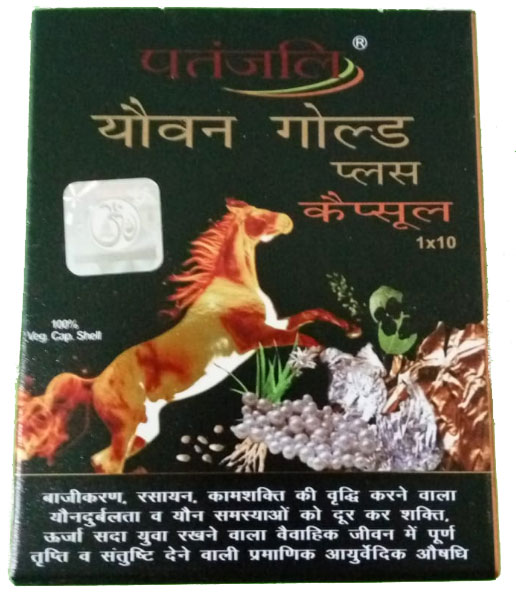 पतंजलि ®
यौवन गोल्ड
प्लस
कैप्सूल
1x10
ॐ
100%
Veg. Cap. Shell
बाजीकरण, रसायन, कामशक्ति की वृद्धि करने वाला
यौनदुर्बलता व यौन समस्याओं को दूर कर शक्ति,
ऊर्जा सदा युवा रखने वाला वैवाहिक जीवन में पूर्ण
तृप्ति व संतुष्टि देने वाली प्रमाणिक आयुर्वेदिक औषधि